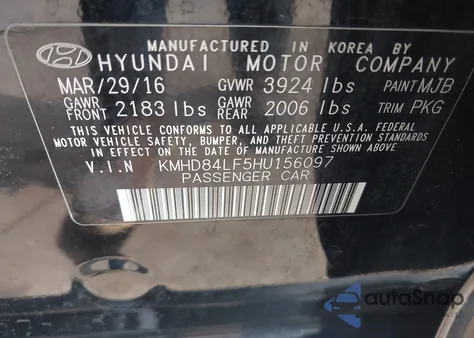 MANUFACTURED IN KOREA BY
HYUNDAI MOTOR COMPANY
MAR/29/16 GVWR 3924 lbs PAINT MJB
GAWR FRONT 2183 lbs GAWR REAR 2006 lbs TRIM PKG
THIS VEHICLE CONFORMS TO ALL APPLICABLE U.S.A. FEDERAL
MOTOR VEHICLE SAFETY, BUMPER, AND THEFT PREVENTION
STANDARDS IN EFFECT ON THE DATE OF MANUFACTURE SHOWN ABOVE.
V.I.N KMHD84LF5HU156097
PASSENGER CAR
autoSnap